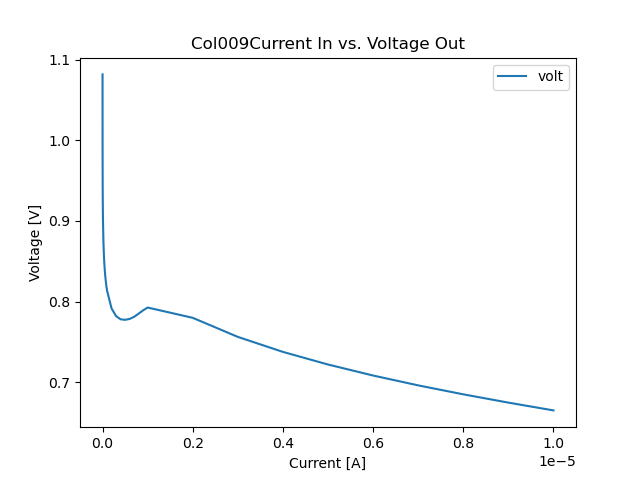 Col009Current In vs. Voltage Out
volt
1.1
1.0
0.9
0.8
0.7
Voltage [V]
0.0 0.2 0.4 0.6 0.8 1.0
1e−5
Current [A]